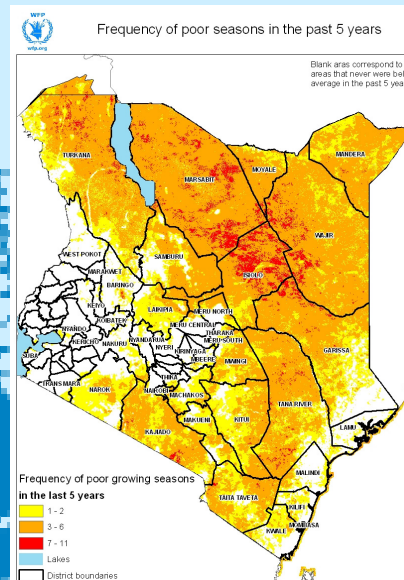 WFP
wfp.org
Frequency of poor seasons in the past 5 years
Blank aras correspond to
areas that never were bel
average in the past 5 yea
TURKANA
MARSABIT
MOYALE
MANDERA
WAJIR
WEST POKOT
SAMBURU
ISIOLO
MARAKWET
BARINGO
KEIYO
LAIKIPIA
MERU NORTH
KOIBATEK
MERU CENTRAL
NYANDO
THARAKA
KERICHO
NAKURU
NYANDARUA
MERU SOUTH
GARISSA
SUBA
NYERI
KIRINYAGA
MBEERE
MWINGI
THIKA
TRANS MARA
NAROK
NAIROBI
MACHAKOS
TANA RIVER
MAKUENI
KITUI
LAMU
KAJIADO
MALINDI
TAITA TAVETA
KILIFI
KWALE
MOMBASA
Frequency of poor growing seasons
in the last 5 years
1 - 2
3 - 6
7 - 11
Lakes
District boundaries